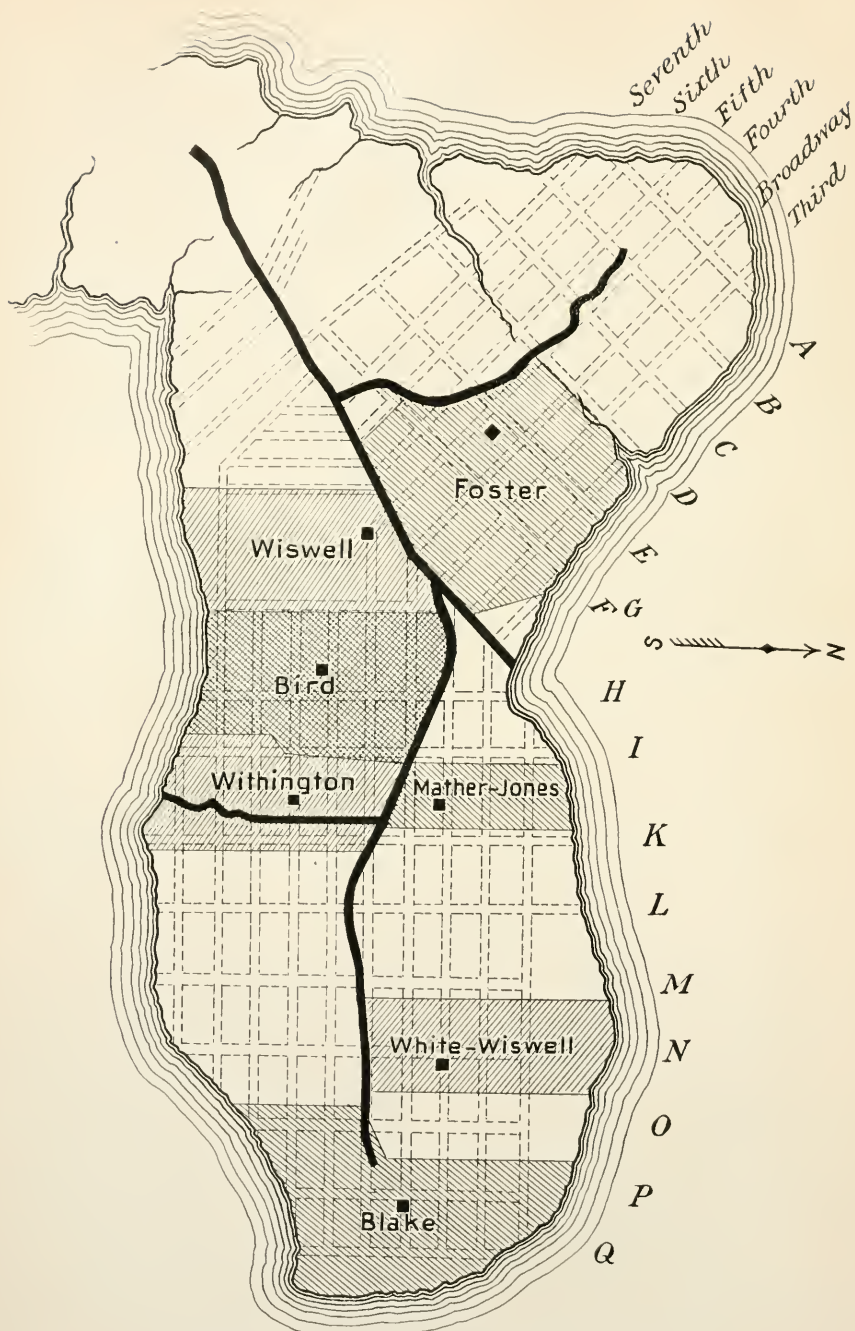 Seventh
Sixth
Fifth
Fourth
Broadway
Third
A
B
C
D
E
F
G
H
I
K
L
M
N
O
P
Q
S
N
Foster
Wiswell
Bird
Withington
Mather-Jones
White-Wiswell
Blake